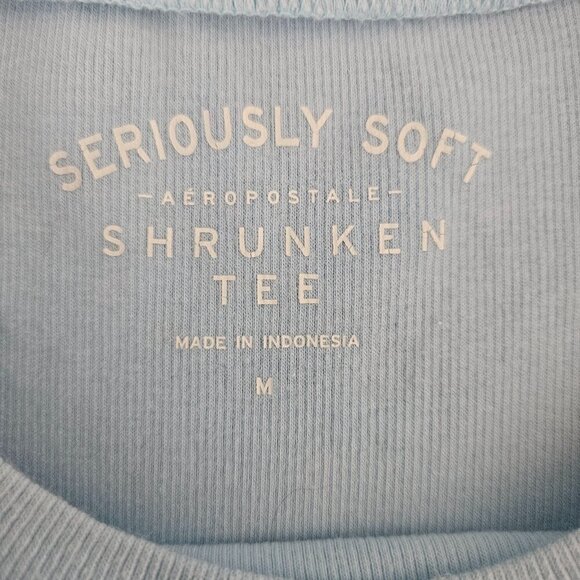 SERIOUSLY SOFT
-AÉROPOSTALE-
SHRUNKEN
TEE
MADE IN INDONESIA
M